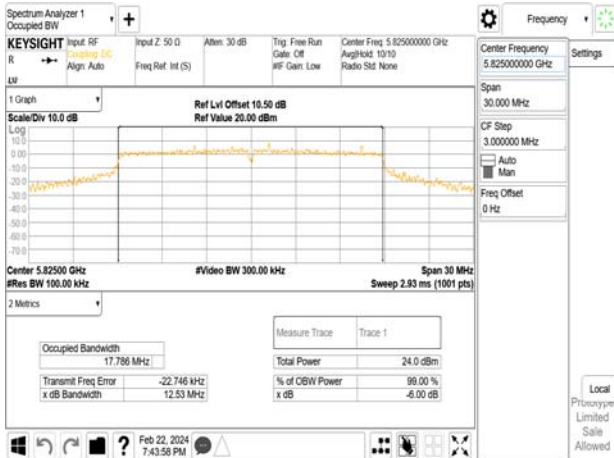 Spectrum Analyzer 1
Occupied BW
KEYSIGHT
R
Input: RF
Coupling: DC
Align: Auto
Input Z: 50 Ω
Freq Ref: Int (S)
Atten: 30 dB
Trig: Free Run
Gate: Off
#IF Gain: Low
Center Freq: 5.825000000 GHz
Avg|Hold: 10/10
Radio Std: None
1 Graph
Scale/Div 10.0 dB
Ref Lvl Offset 10.50 dB
Ref Value 20.00 dBm
Log
10.0
0.00
-10.0
-20.0
-30.0
-40.0
-50.0
-60.0
-70.0
Center 5.82500 GHz
#Res BW 100.00 kHz
#Video BW 300.00 kHz
Span 30 MHz
Sweep 2.93 ms (1001 pts)
2 Metrics
Measure Trace
Trace 1
Occupied Bandwidth
17.786 MHz
Total Power
24.0 dBm
Transmit Freq Error
-22.746 kHz
% of OBW Power
99.00 %
x dB Bandwidth
12.53 MHz
x dB
-6.00 dB
Feb 22, 2024
7:43:58 PM
Frequency
Center Frequency
5.825000000 GHz
Span
30.000 MHz
CF Step
3.000000 MHz
Auto
Man
Freq Offset
0 Hz
Settings
Local
Prototype
Limited
Sale
Allowed